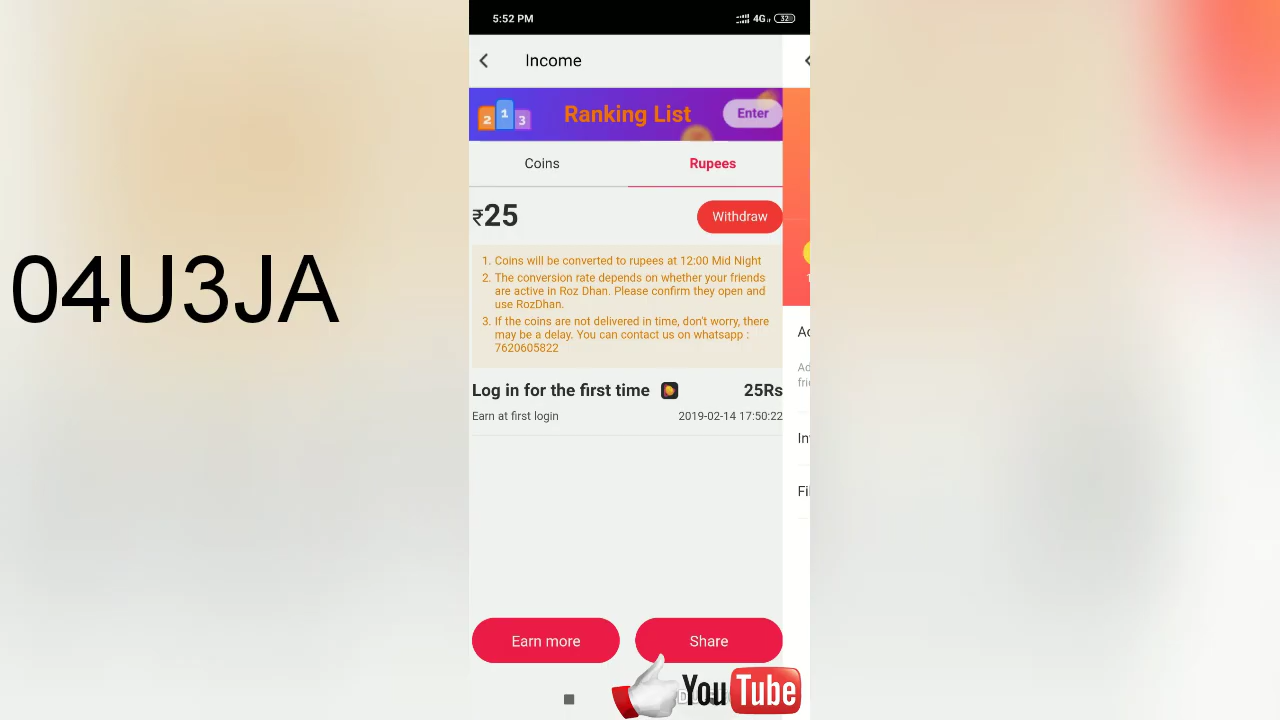 5:52 PM
4G
32
Income
2 1 3
Ranking List
Enter
Coins
Rupees
₹25
Withdraw
1. Coins will be converted to rupees at 12:00 Mid Night
2. The conversion rate depends on whether your friends
are active in Roz Dhan. Please confirm they open and
use RozDhan.
3. If the coins are not delivered in time, don't worry, there
may be a delay. You can contact us on whatsapp :
7620605822
Log in for the first time
25Rs
Earn at first login
2019-02-14 17:50:22
Earn more
Share
YouTube
04U3JA